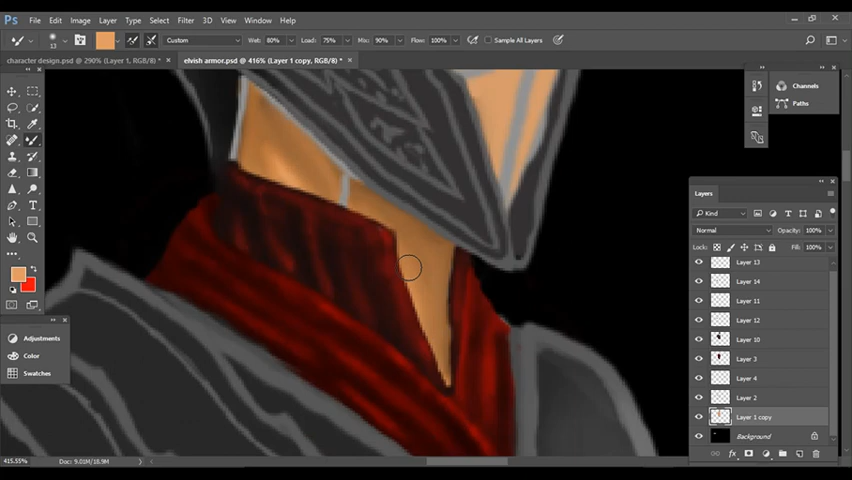 Ps File Edit Image Layer Type Select Filter 3D View Window Help
13 Custom Wet: 80% Load: 75% Mix: 90% Flow: 100% Sample All Layers
character design.psd @ 290% (Layer 1, RGB/8) * × elvish armor.psd @ 416% (Layer 1 copy, RGB/8) * ×
Channels
Paths
Layers
Kind
Normal Opacity: 100%
Lock: Fill: 100%
Layer 13
Layer 14
Layer 11
Layer 12
Layer 10
Layer 3
Layer 4
Layer 2
Layer 1 copy
Background
Adjustments
Color
Swatches
415.55% Doc: 9.01M/18.9M